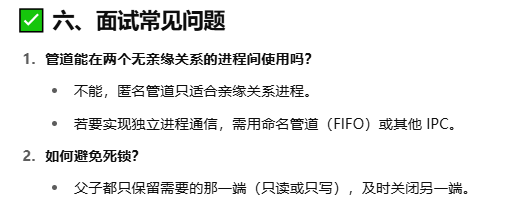 ✅ 六、面试常见问题
1. 管道能在两个无亲缘关系的进程间使用吗？
• 不能，匿名管道只适合亲缘关系进程。
• 若要实现独立进程通信，需用命名管道（FIFO）或其他 IPC。
2. 如何避免死锁？
• 父子都只保留需要的那一端（只读或只写），及时关闭另一端。